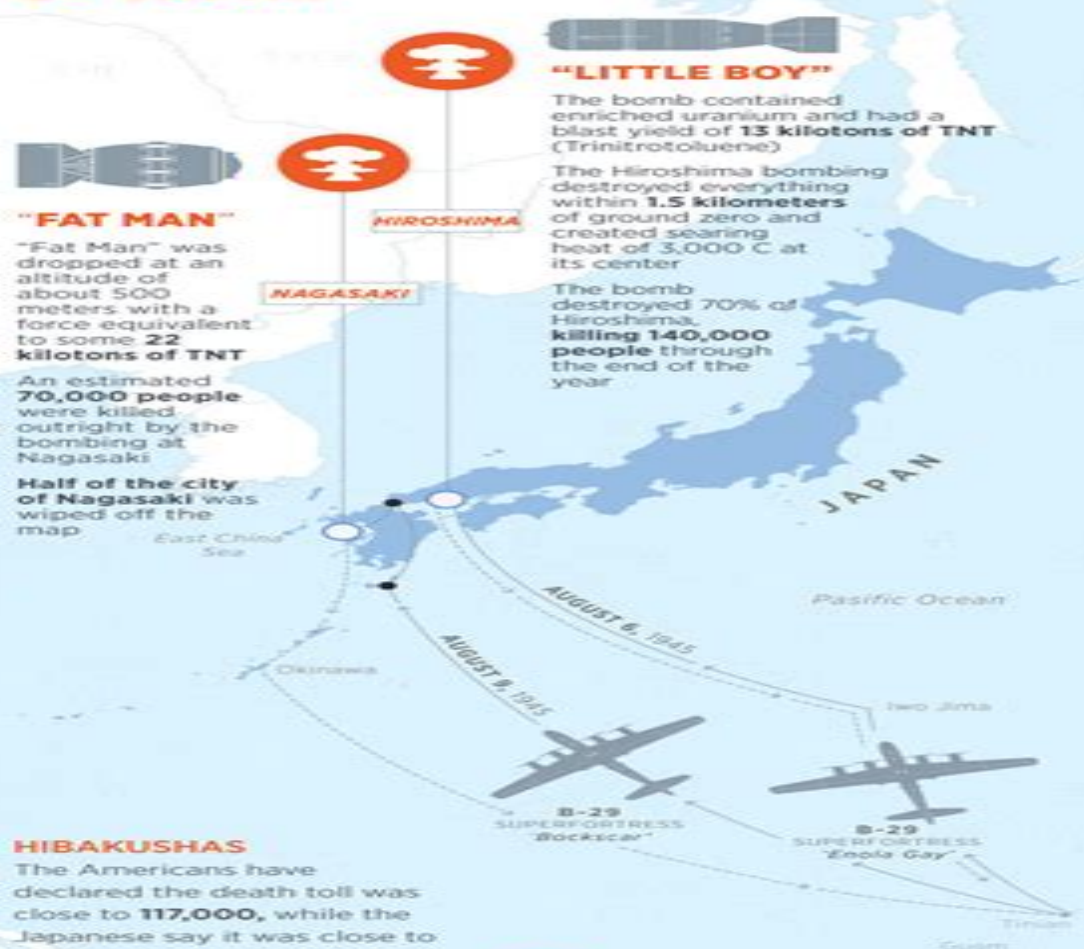 "LITTLE BOY"
The bomb contained
enriched uranium and had a
blast yield of 13 kilotons of TNT
(Trinitrotoluene)
The Hiroshima bombing
destroyed everything
within 1.5 kilometers
of ground zero and
created searing
heat of 3,000 C at
its center
The bomb
destroyed 70% of
Hiroshima,
killing 140,000
people through
the end of the
year
"FAT MAN"
"Fat Man" was
dropped at an
altitude of
about 500
meters with a
force equivalent
to some 22
kilotons of TNT
An estimated
70,000 people
were killed
outright by the
bombing at
Nagasaki
Half of the city
of Nagasaki was
wiped off the
map
HIROSHIMA
NAGASAKI
JAPAN
East China
Sea
Pasific Ocean
AUGUST 6, 1945
AUGUST 9, 1945
Okinawa
Iwo Jima
B-29
SUPERFORTRESS
"Bockscar"
B-29
SUPERFORTRESS
"Enola Gay"
Tinian
HIBAKUSHAS
The Americans have
declared the death toll was
close to 117,000, while the
Japanese say it was close to